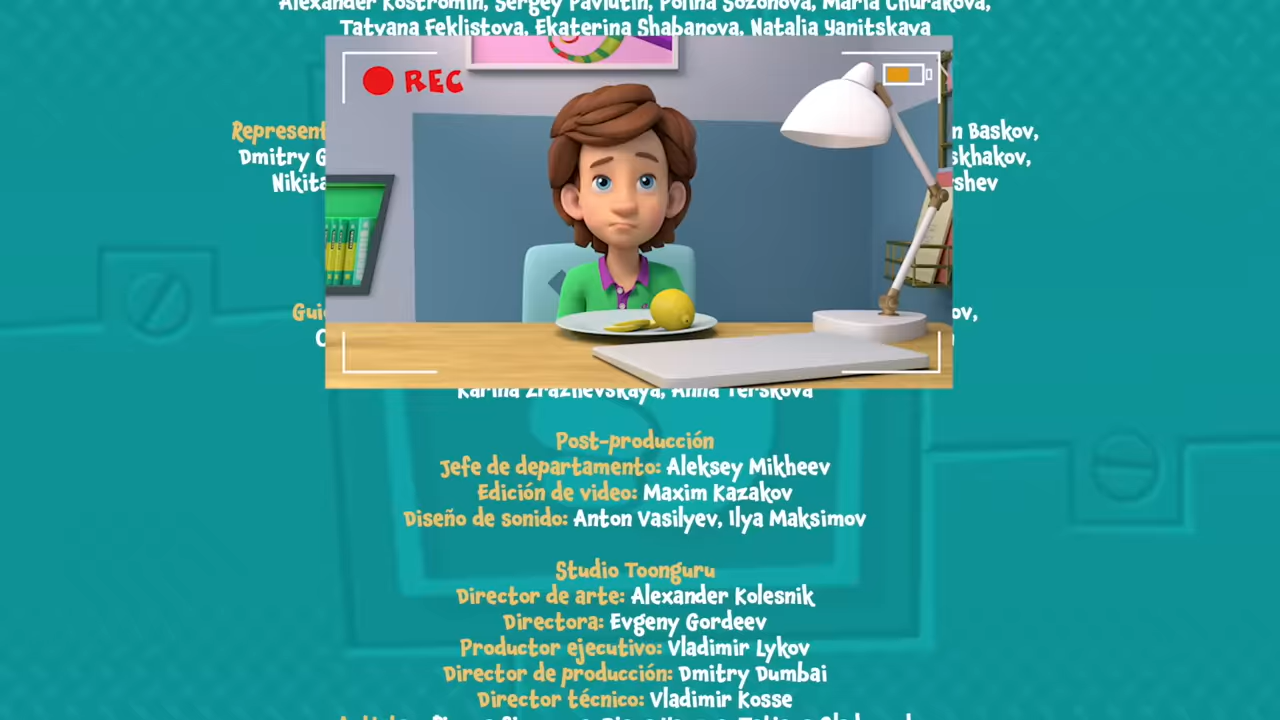 Alexander Kostromin, Sergey Pavlutin, Polina Sozonova, Maria Churakova,
Tatyana Feklistova, Ekaterina Shabanova, Natalia Yanitskaya
REC
Baskov,
Dmitry
Karina Zrazhevskaya, Anna Terskova
Post-producción
Jefe de departamento: Aleksey Mikheev
Edición de video: Maxim Kazakov
Diseño de sonido: Anton Vasilyev, Ilya Maksimov
Studio Toonguru
Director de arte: Alexander Kolesnik
Directora: Evgeny Gordeev
Productor ejecutivo: Vladimir Lykov
Director de producción: Dmitry Dumbai
Director técnico: Vladimir Kosse